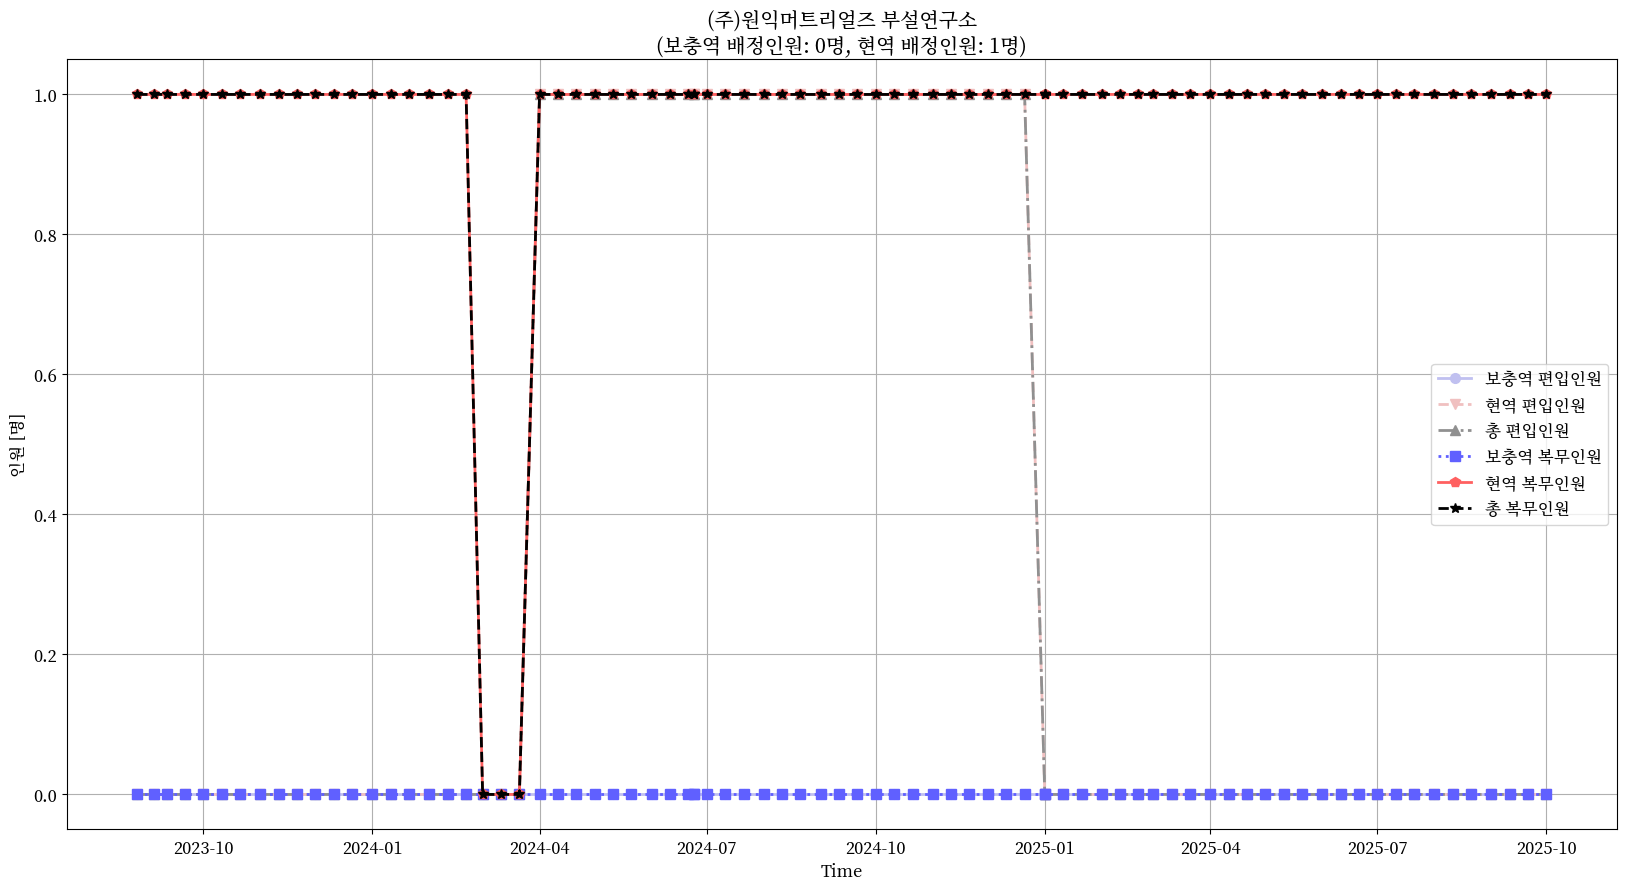 (주)원익머트리얼즈 부설연구소
(보충역 배정인원: 0명, 현역 배정인원: 1명)
1.0
0.8
0.6
0.4
0.2
0.0
인원 [명]
보충역 편입인원
현역 편입인원
총 편입인원
보충역 복무인원
현역 복무인원
총 복무인원
2023-10
2024-01
2024-04
2024-07
2024-10
2025-01
2025-04
2025-07
2025-10
Time